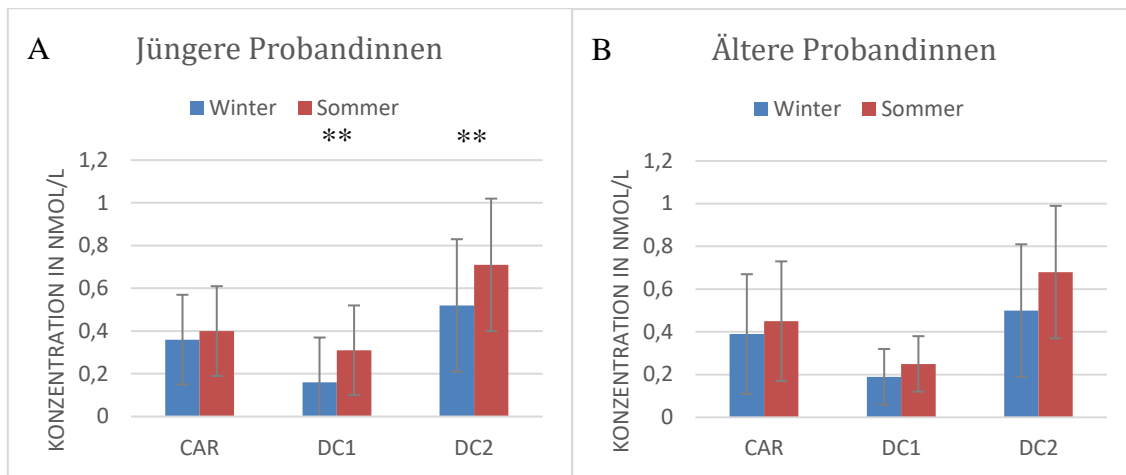 A
Jüngere Probandinnen
Winter Sommer
** **
KONZENTRATION IN NMOL/L
1,2
1
0,8
0,6
0,4
0,2
0
CAR DC1 DC2
B
Ältere Probandinnen
Winter Sommer
KONZENTRATION IN NMOL/L
1,2
1
0,8
0,6
0,4
0,2
0
CAR DC1 DC2